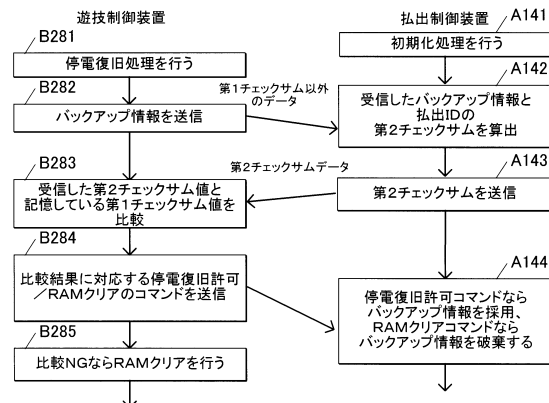 遊技制御装置
B281
停電復旧処理を行う
B282
バックアップ情報を送信
第1チェックサム以外
のデータ
B283
受信した第2チェックサム値と
記憶している第1チェックサム値を
比較
第2チェックサムデータ
B284
比較結果に対応する停電復旧許可
/RAMクリアのコマンドを送信
B285
比較NGならRAMクリアを行う
払出制御装置
A141
初期化処理を行う
A142
受信したバックアップ情報と
払出IDの
第2チェックサムを算出
A143
第2チェックサムを送信
A144
停電復旧許可コマンドなら
バックアップ情報を採用、
RAMクリアコマンドなら
バックアップ情報を破棄する